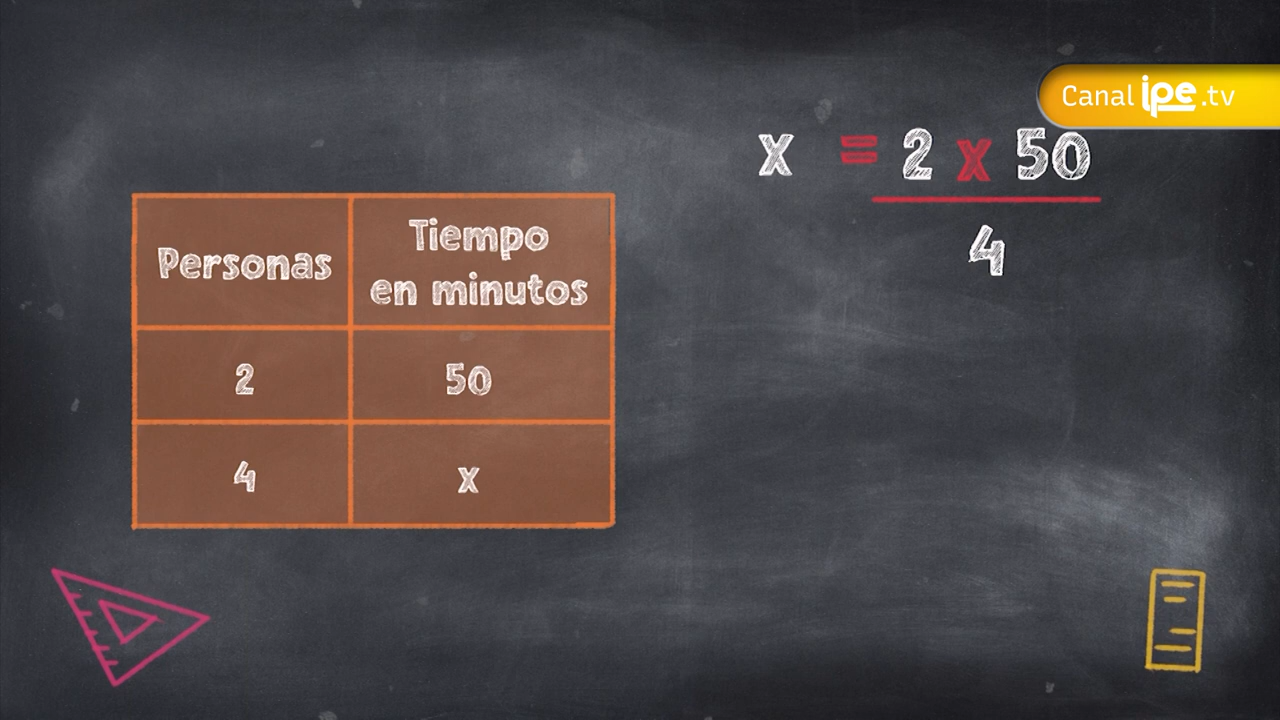 Canal ipe.tv
x = 2 x 50
4
Personas
Tiempo
en minutos
2
50
4
x